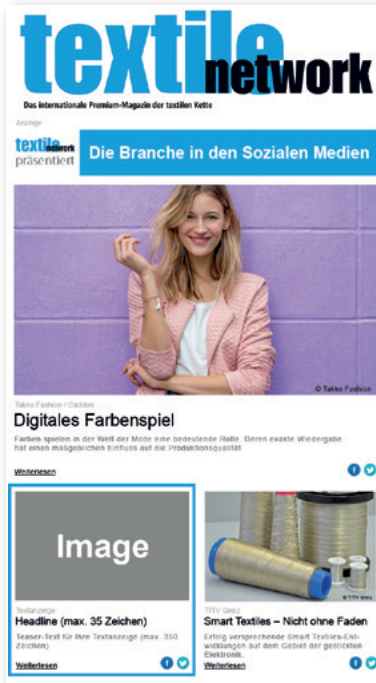 textile
network
Das internationale Premium-Magazin der textilen Kette
Anzeige
textile network
präsentiert
Die Branche in den Sozialen Medien
© Takko Fashion
Takko Fashion / Caddon
Digitales Farbenspiel
Farben spielen in der Welt der Mode eine bedeutende Rolle. Deren exakte Wiedergabe
hat einen maßgeblichen Einfluss auf die Produktionsqualität
Weiterlesen
Image
Textanzeige
Headline (max. 35 Zeichen)
Teaser-Text für Ihre Textanzeige (max. 350
Zeichen)
Weiterlesen
© TITV Greiz
TITV Greiz
Smart Textiles – Nicht ohne Faden
Erfolg versprechende Smart Textiles-Ent-
wicklungen auf dem Gebiet der gestickten
Elektronik.
Weiterlesen